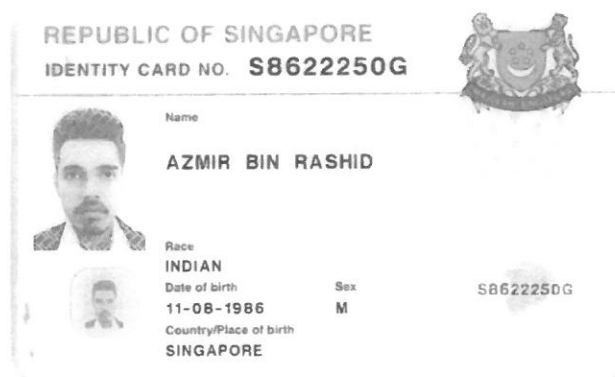 REPUBLIC OF SINGAPORE
IDENTITY CARD NO. S8622250G
Name
AZMIR BIN RASHID
Race
INDIAN
Date of birth Sex
11-08-1986 M
S8622250G
Country/Place of birth
SINGAPORE